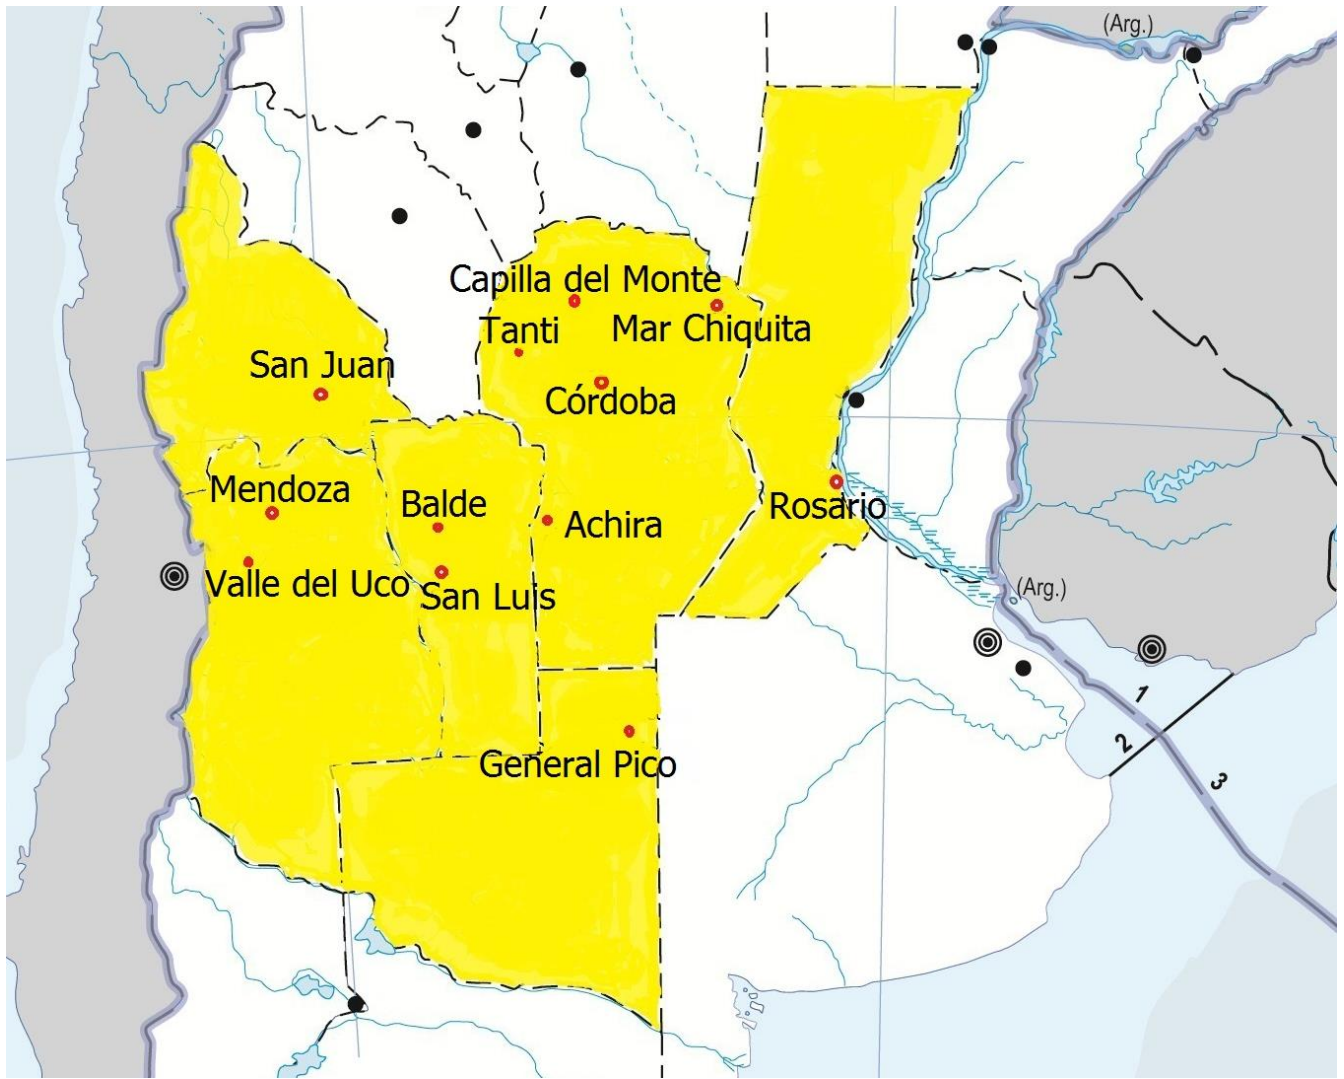 (Arg.)
Capilla del Monte
Tanti
Mar Chiquita
San Juan
Córdoba
Mendoza
Balde
Achira
Rosario
Valle del Uco
San Luis
(Arg.)
1
2
3
General Pico